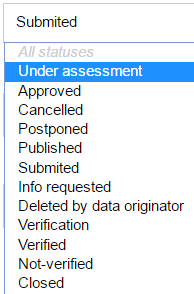 Submited
All statuses
Under assessment
Approved
Cancelled
Postponed
Published
Submited
Info requested
Deleted by data originator
Verification
Verified
Not-verified
Closed